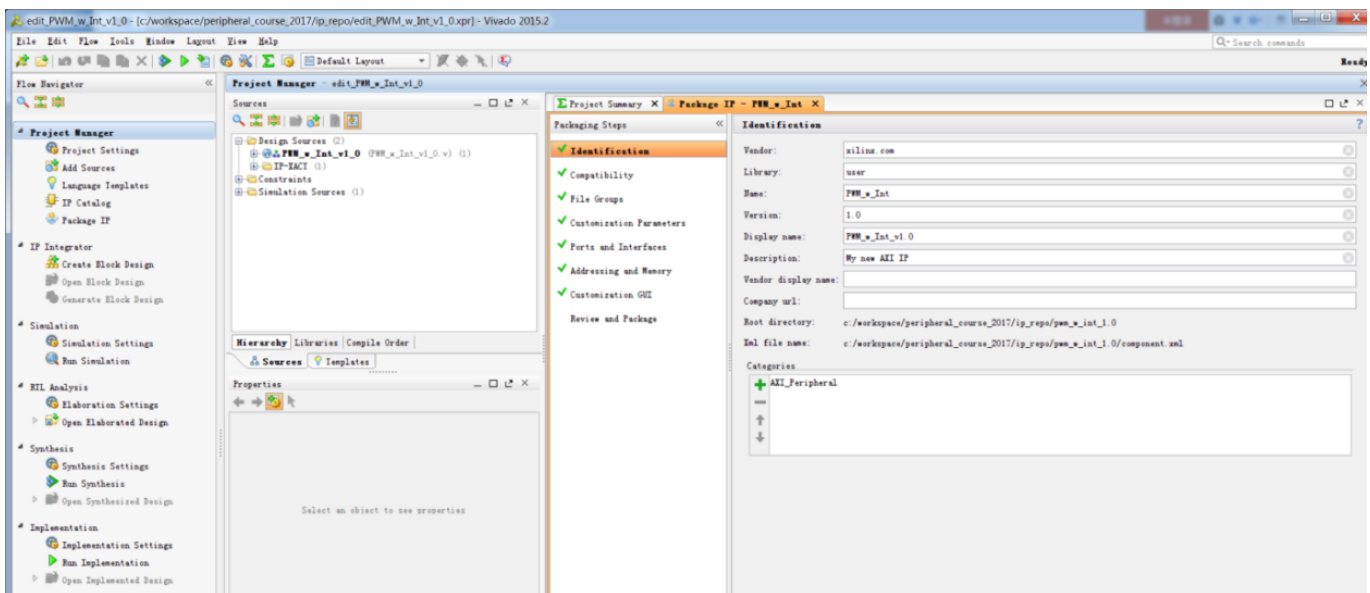 edit_PWM_w_Int_v1_0 - [c:/workspace/peripheral_course_2017/ip_repo/edit_PWM_w_Int_v1_0.xpr] - Vivado 2015.2
File Edit Flow Tools Window Layout View Help
Search commands
Default Layout
Ready
Flow Navigator
Project Manager
Project Settings
Add Sources
Language Templates
IP Catalog
Package IP
IP Integrator
Create Block Design
Open Block Design
Generate Block Design
Simulation
Simulation Settings
Run Simulation
RTL Analysis
Elaboration Settings
Open Elaborated Design
Synthesis
Synthesis Settings
Run Synthesis
Open Synthesized Design
Implementation
Implementation Settings
Run Implementation
Open Implemented Design
Project Manager - edit_PWM_w_Int_v1_0
Sources
Design Sources (2)
PWM_w_Int_v1_0 (PWM_w_Int_v1_0.v) (1)
IP-XACT (1)
Constraints
Simulation Sources (1)
Hierarchy Libraries Compile Order
Sources Templates
Properties
Select an object to see properties
Project Summary Package IP - PWM_w_Int
Packaging Steps
Identification
Compatibility
File Groups
Customization Parameters
Ports and Interfaces
Addressing and Memory
Customization GUI
Review and Package
Identification
Vendor: xilinx.com
Library: user
Name: PWM_w_Int
Version: 1.0
Display name: PWM_w_Int_v1.0
Description: My new AXI IP
Vendor display name:
Company url:
Root directory: c:/workspace/peripheral_course_2017/ip_repo/pwm_w_int_1.0
Xml file name: c:/workspace/peripheral_course_2017/ip_repo/pwm_w_int_1.0/component.xml
Categories
AXI_Peripheral